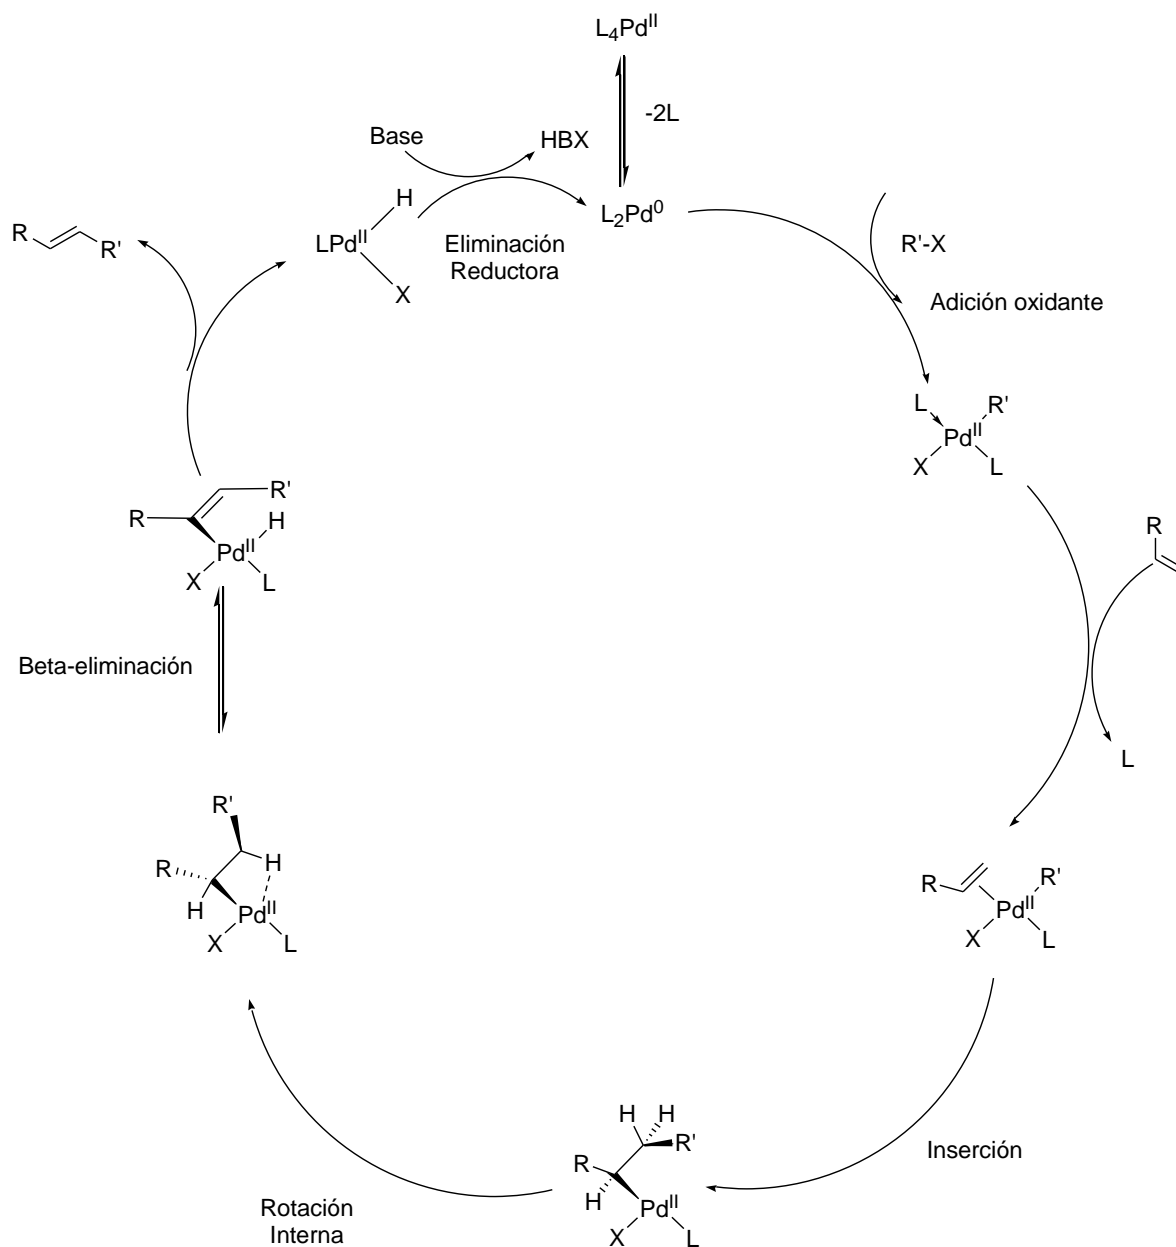 L₄Pdᴵᴵ
-2L
Base
HBX
H
LPdᴵᴵ
X
L₂Pd⁰
Eliminación
Reductora
R
R'
R'-X
Adición oxidante
L
R'
Pdᴵᴵ
X
L
R'
R
H
Pdᴵᴵ
X
L
R
Beta-eliminación
L
R'
R
H
H
Pdᴵᴵ
X
L
R
R'
Pdᴵᴵ
X
L
H
H
R'
R
H
Pdᴵᴵ
X
L
Inserción
Rotación
Interna